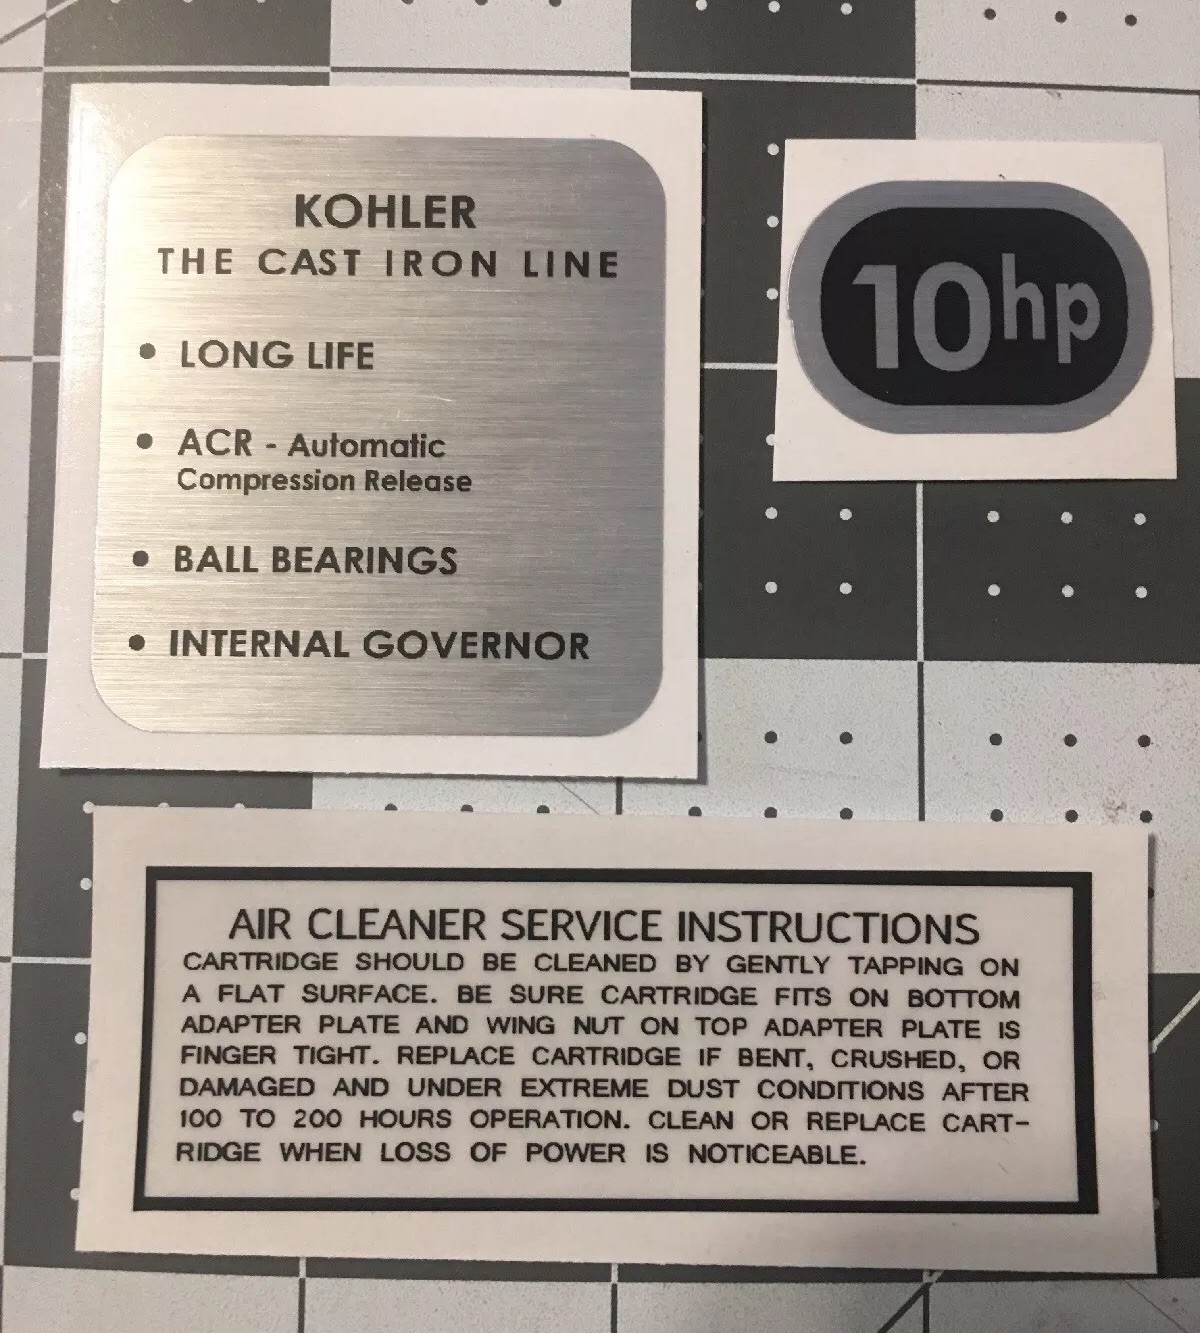 KOHLER
THE CAST IRON LINE
• LONG LIFE
• ACR - Automatic
Compression Release
• BALL BEARINGS
• INTERNAL GOVERNOR
10hp
AIR CLEANER SERVICE INSTRUCTIONS
CARTRIDGE SHOULD BE CLEANED BY GENTLY TAPPING ON
A FLAT SURFACE. BE SURE CARTRIDGE FITS ON BOTTOM
ADAPTER PLATE AND WING NUT ON TOP ADAPTER PLATE IS
FINGER TIGHT. REPLACE CARTRIDGE IF BENT, CRUSHED, OR
DAMAGED AND UNDER EXTREME DUST CONDITIONS AFTER
100 TO 200 HOURS OPERATION. CLEAN OR REPLACE CART-
RIDGE WHEN LOSS OF POWER IS NOTICEABLE.